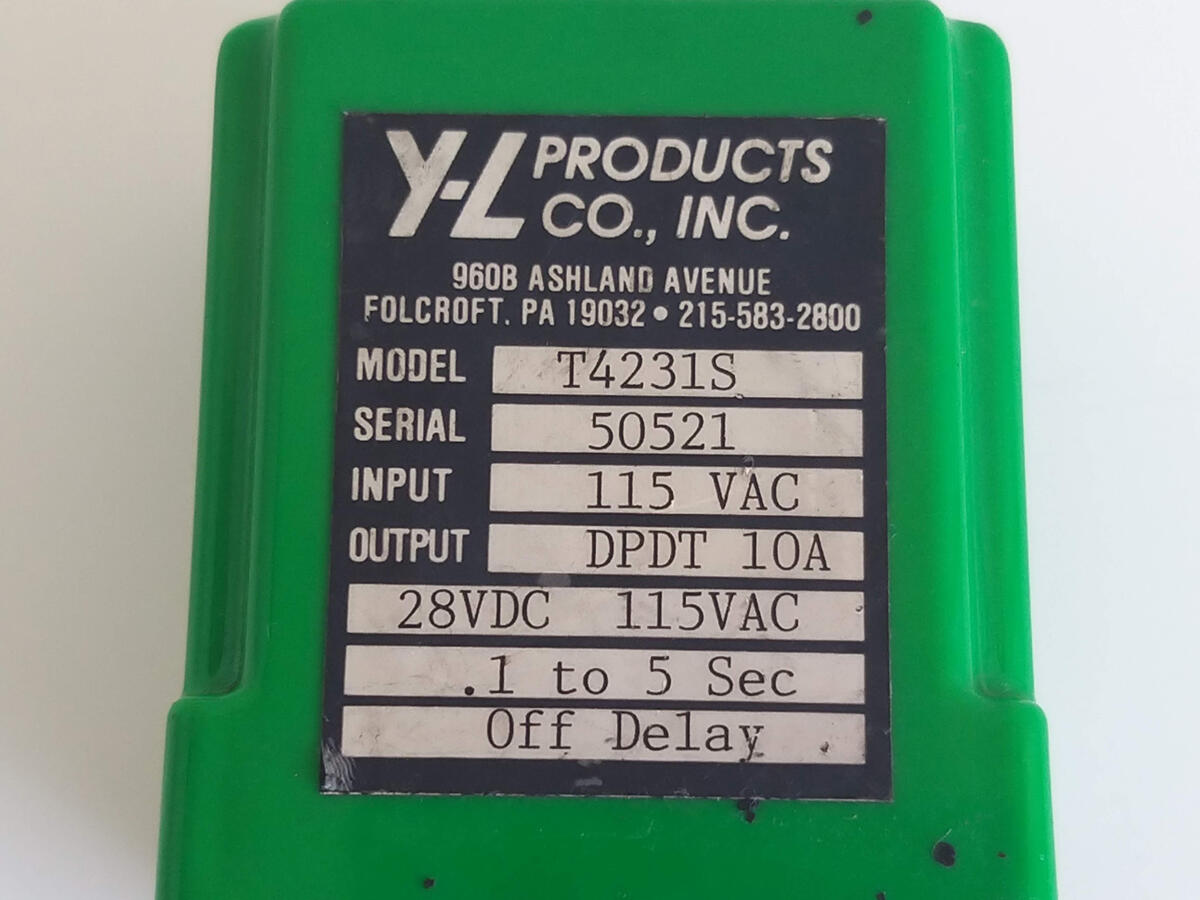 Y-L PRODUCTS CO., INC.
960B ASHLAND AVENUE
FOLCROFT, PA 19032 • 215-583-2800
MODEL T4231S
SERIAL 50521
INPUT 115 VAC
OUTPUT DPDT 10A
28VDC 115VAC
.1 to 5 Sec
Off Delay